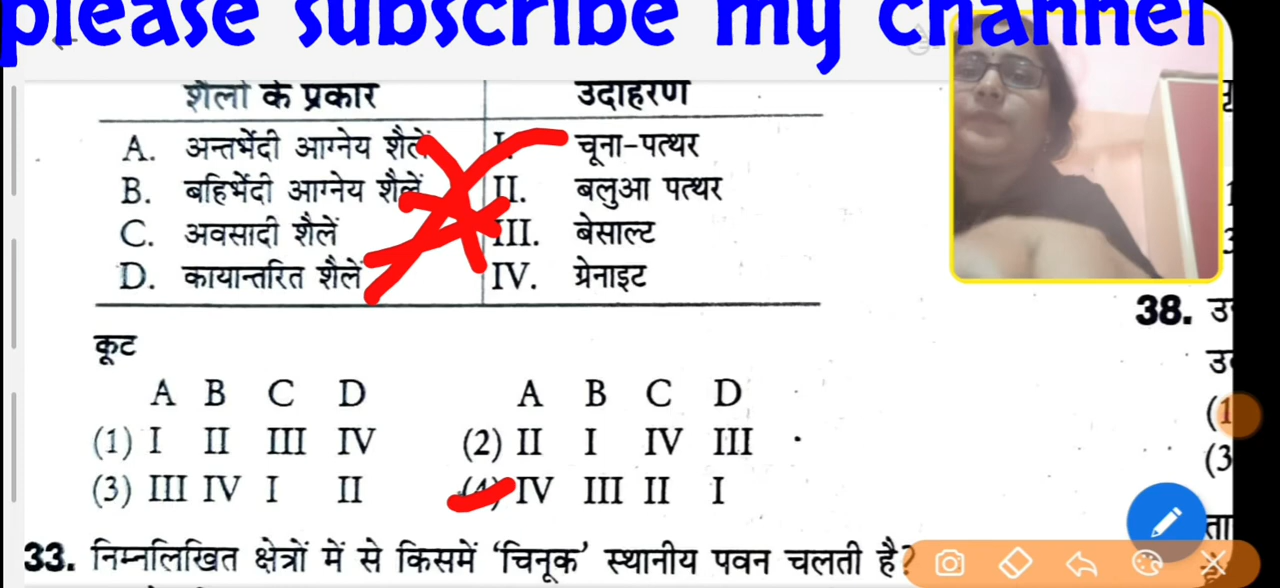 please subscribe my channel
शैलों के प्रकार उदाहरण
A. अन्तर्भेदी आग्नेय शैलें I. चूना-पत्थर
B. बहिर्भेदी आग्नेय शैलें II. बलुआ पत्थर
C. अवसादी शैलें III. बेसाल्ट
D. कायान्तरित शैलें IV. ग्रेनाइट
कूट
A B C D A B C D
(1) I II III IV (2) II I IV III
(3) III IV I II (4) IV III II I
33. निम्नलिखित क्षेत्रों में से किसमें 'चिनूक' स्थानीय पवन चलती है?
38. उ
उ
(1
(3
ता